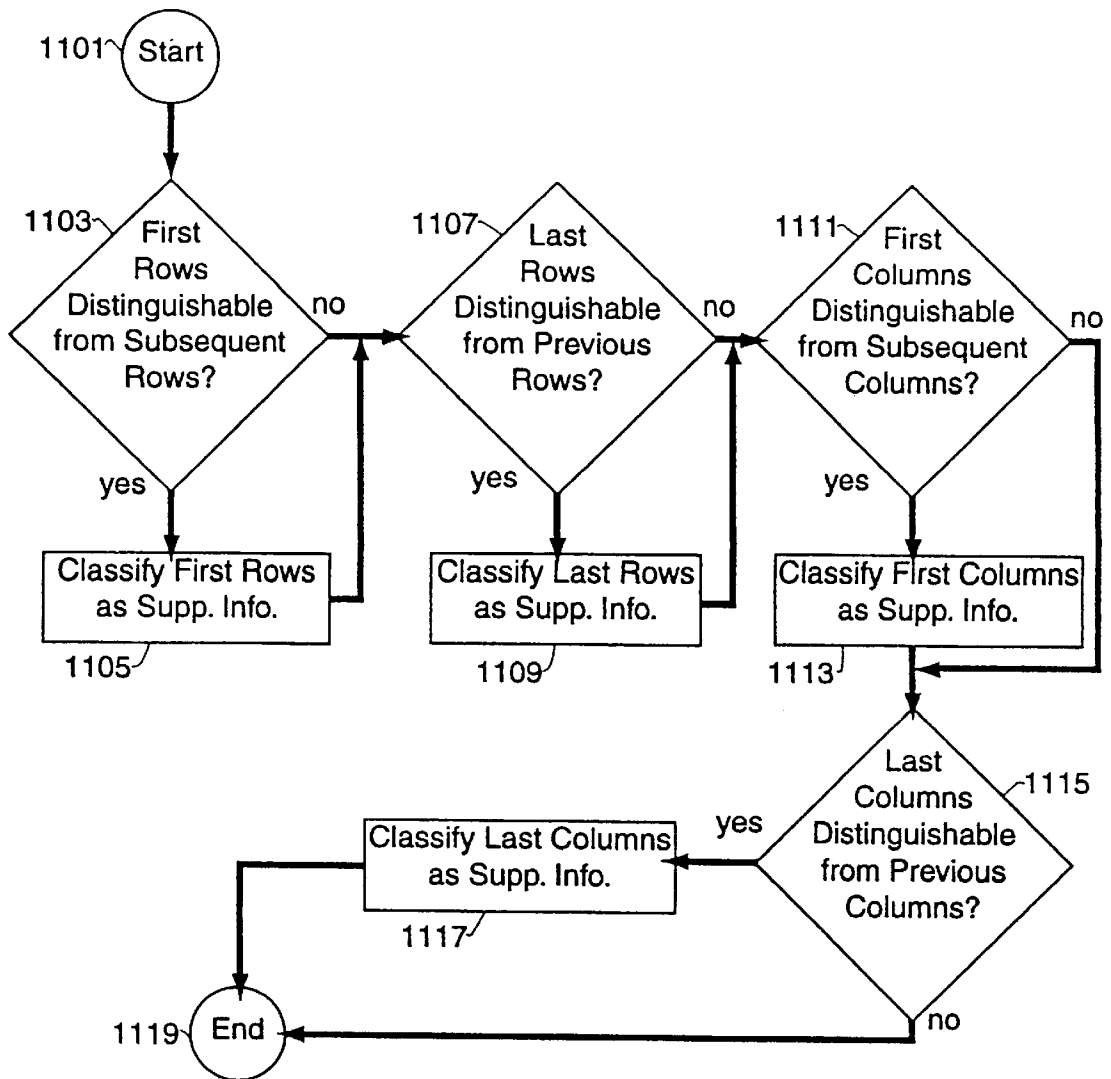 1101
Start
1103
First
Rows
Distinguishable
from Subsequent
Rows?
no
yes
Classify First Rows
as Supp. Info.
1105
1107
Last
Rows
Distinguishable
from Previous
Rows?
no
yes
Classify Last Rows
as Supp. Info.
1109
1111
First
Columns
Distinguishable
from Subsequent
Columns?
no
yes
Classify First Columns
as Supp. Info.
1113
Last
Columns
Distinguishable
from Previous
Columns?
1115
yes
Classify Last Columns
as Supp. Info.
1117
no
1119
End